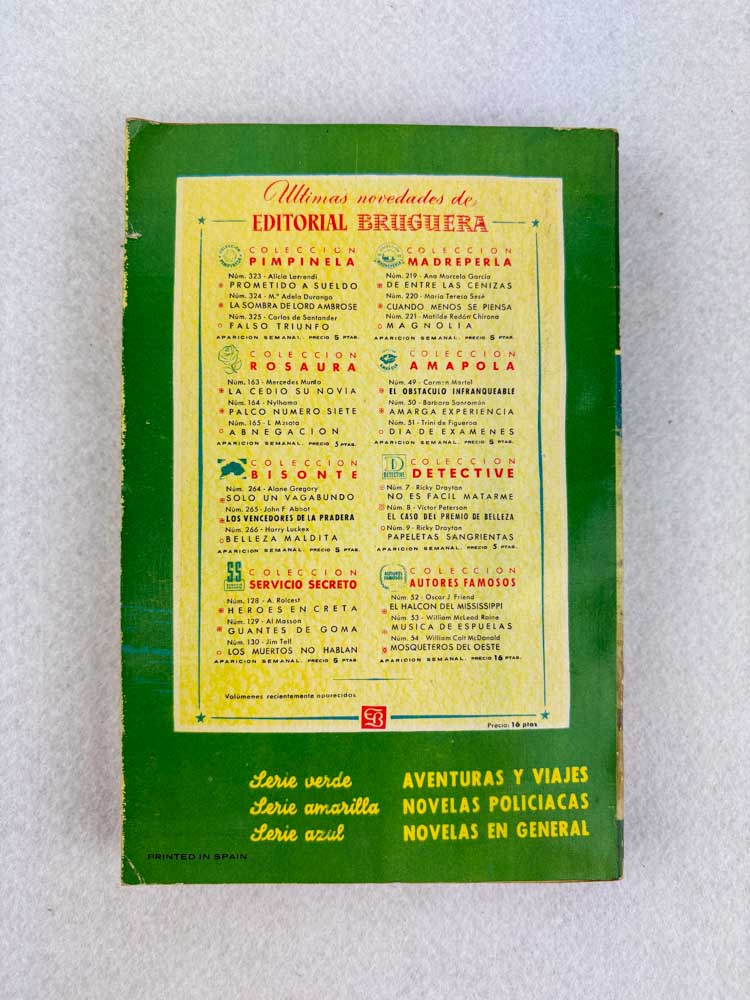 Ultimas novedades de
EDITORIAL BRUGUERA
COLECCION
PIMPINELA
Núm. 323 - Alicia Larrendi
PROMETIDO A SUELDO
Núm. 324 - M.ª Adela Durango
LA SOMBRA DE LORD AMBROSE
Núm. 325 - Carlos de Santander
FALSO TRIUNFO
APARICION SEMANAL. PRECIO 5 PTAS.
COLECCION
MADREPERLA
Núm. 219 - Ana Marcela García
DE ENTRE LAS CENIZAS
Núm. 220 - María Teresa Sesé
CUANDO MENOS SE PIENSA
Núm. 221 - Matilde Redón Chirona
MAGNOLIA
APARICION SEMANAL. PRECIO 5 PTAS.
COLECCION
ROSAURA
Núm. 163 - Mercedes Munto
LA CEDIO SU NOVIA
Núm. 164 - Nylhama
PALCO NUMERO SIETE
Núm. 165 - L. Masota
ABNEGACION
APARICION SEMANAL. PRECIO 5 PTAS.
COLECCION
AMAPOLA
Núm. 49 - Carmen Martel
EL OBSTACULO INFRANQUEABLE
Núm. 50 - Barbara Sanromán
AMARGA EXPERIENCIA
Núm. 51 - Trini de Figueroa
DIA DE EXAMENES
APARICION SEMANAL. PRECIO 5 PTAS.
COLECCION
BISONTE
Núm. 264 - Alane Gregory
SOLO UN VAGABUNDO
Núm. 265 - John F. Abbot
LOS VENCEDORES DE LA PRADERA
Núm. 266 - Harry Luckex
BELLEZA MALDITA
APARICION SEMANAL. PRECIO 5 PTAS.
D
DETECTIVE
COLECCION
DETECTIVE
Núm. 7 - Ricky Drayton
NO ES FACIL MATARME
Núm. 8 - Victor Peterson
EL CASO DEL PREMIO DE BELLEZA
Núm. 9 - Ricky Drayton
PAPELETAS SANGRIENTAS
APARICION SEMANAL. PRECIO 5 PTAS.
SS
COLECCION
SERVICIO SECRETO
Núm. 128 - A. Rolcest
HEROES EN CRETA
Núm. 129 - Al Masson
GUANTES DE GOMA
Núm. 130 - Jim Tell
LOS MUERTOS NO HABLAN
APARICION SEMANAL. PRECIO 5 PTAS.
AUTORES
FAMOSOS
COLECCION
AUTORES FAMOSOS
Núm. 52 - Oscar J. Friend
EL HALCON DEL MISSISSIPPI
Núm. 53 - William McLeod Raine
MUSICA DE ESPUELAS
Núm. 54 William Colt McDonald
MOSQUETEROS DEL OESTE
APARICION SEMANAL. PRECIO 16 PTAS.
Volúmenes recientemente aparecidos
EB
Precio: 16 ptas
Serie verde AVENTURAS Y VIAJES
Serie amarilla NOVELAS POLICIACAS
Serie azul NOVELAS EN GENERAL
PRINTED IN SPAIN